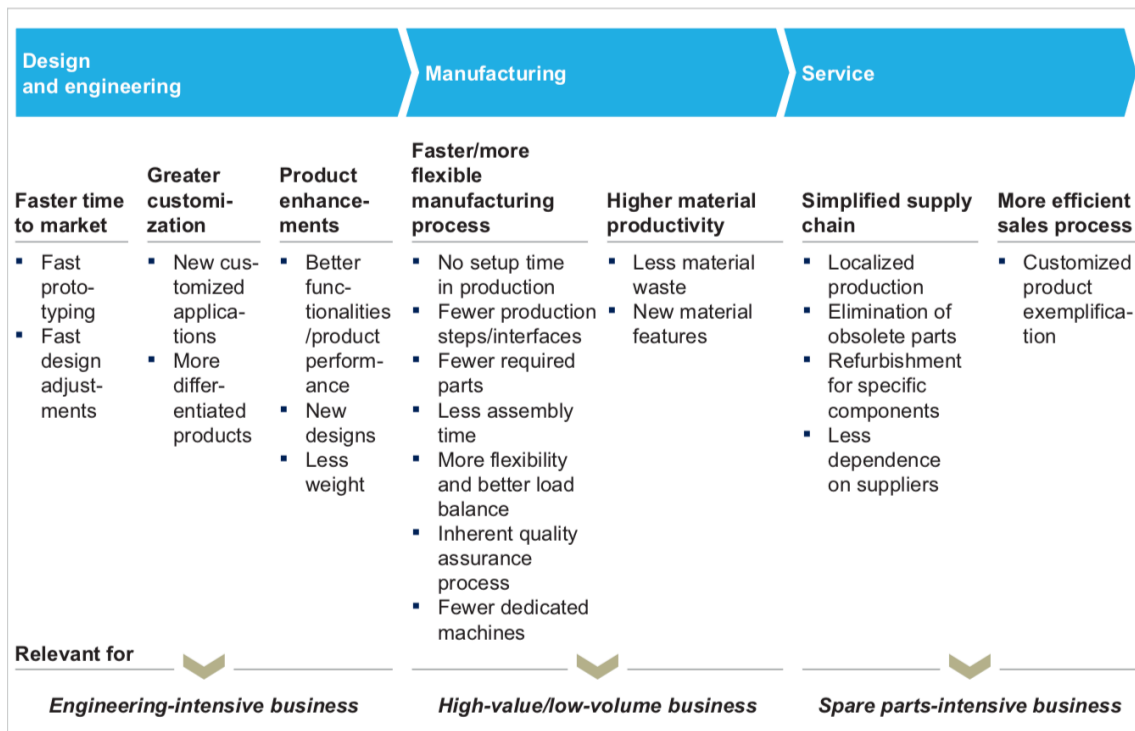 Design
and engineering
Manufacturing
Service
Faster time
to market
▪ Fast
proto-
typing
▪ Fast
design
adjust-
ments
Greater
customi-
zation
▪ New cus-
tomized
applica-
tions
▪ More
differ-
entiated
products
Product
enhance-
ments
▪ Better
func-
tionalities
/product
perform-
ance
▪ New
designs
▪ Less
weight
Faster/more
flexible
manufacturing
process
▪ No setup time
in production
▪ Fewer production
steps/interfaces
▪ Fewer required
parts
▪ Less assembly
time
▪ More flexibility
and better load
balance
▪ Inherent quality
assurance
process
▪ Fewer dedicated
machines
Higher material
productivity
▪ Less material
waste
▪ New material
features
Simplified supply
chain
▪ Localized
production
▪ Elimination of
obsolete parts
▪ Refurbishment
for specific
components
▪ Less
dependence
on suppliers
More efficient
sales process
▪ Customized
product
exemplifica-
tion
Relevant for
Engineering-intensive business
High-value/low-volume business
Spare parts-intensive business